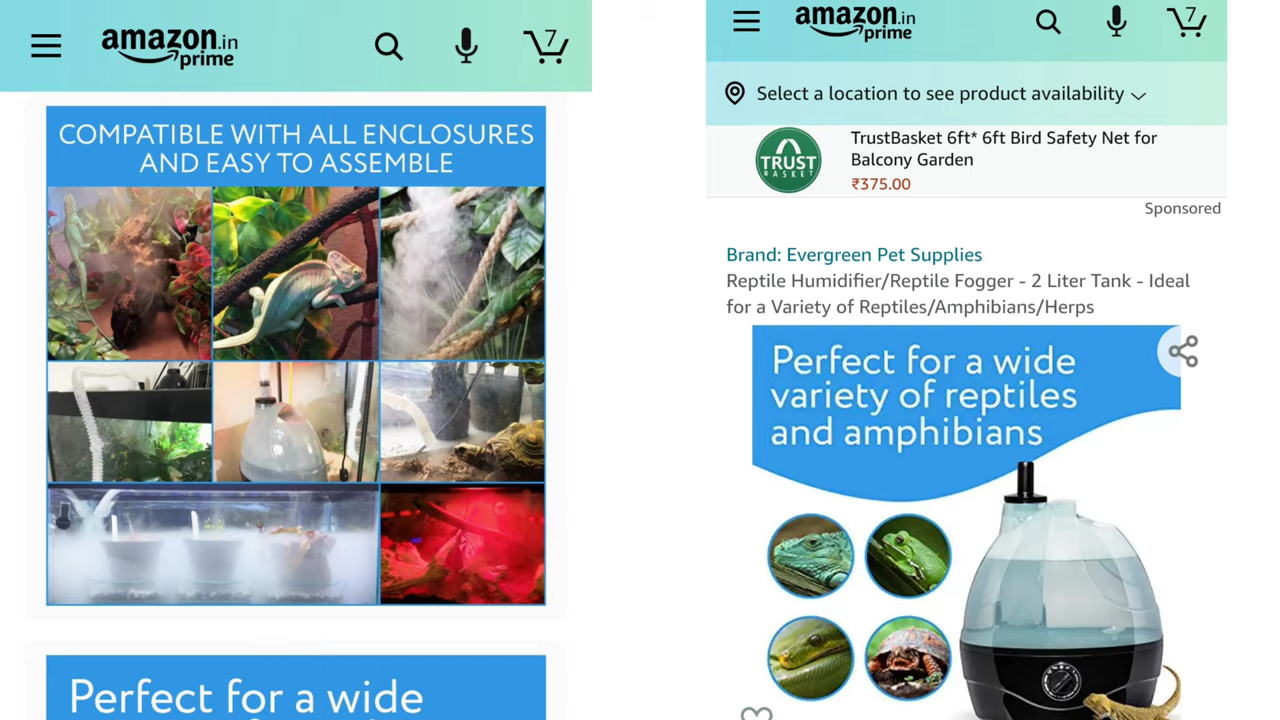 amazon.in
prime
7
COMPATIBLE WITH ALL ENCLOSURES
AND EASY TO ASSEMBLE
Perfect for a wide
amazon.in
prime
7
Select a location to see product availability
TRUST
BASKET
TrustBasket 6ft* 6ft Bird Safety Net for
Balcony Garden
₹375.00
Sponsored
Brand: Evergreen Pet Supplies
Reptile Humidifier/Reptile Fogger - 2 Liter Tank - Ideal
for a Variety of Reptiles/Amphibians/Herps
Perfect for a wide
variety of reptiles
and amphibians